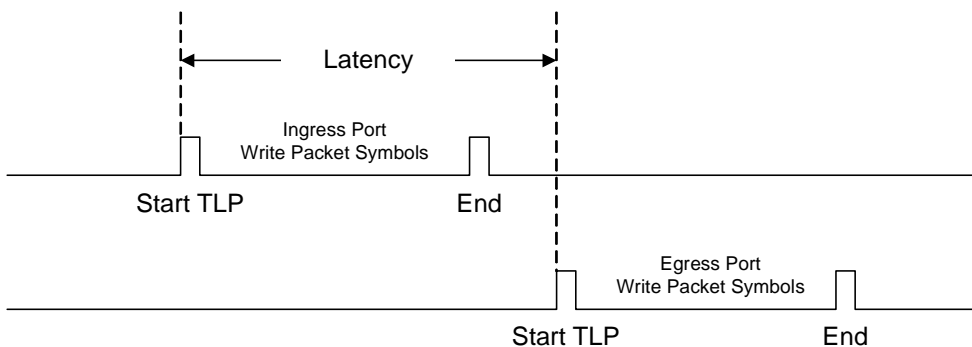 Latency
Ingress Port
Write Packet Symbols
Start TLP
End
Egress Port
Write Packet Symbols
Start TLP
End